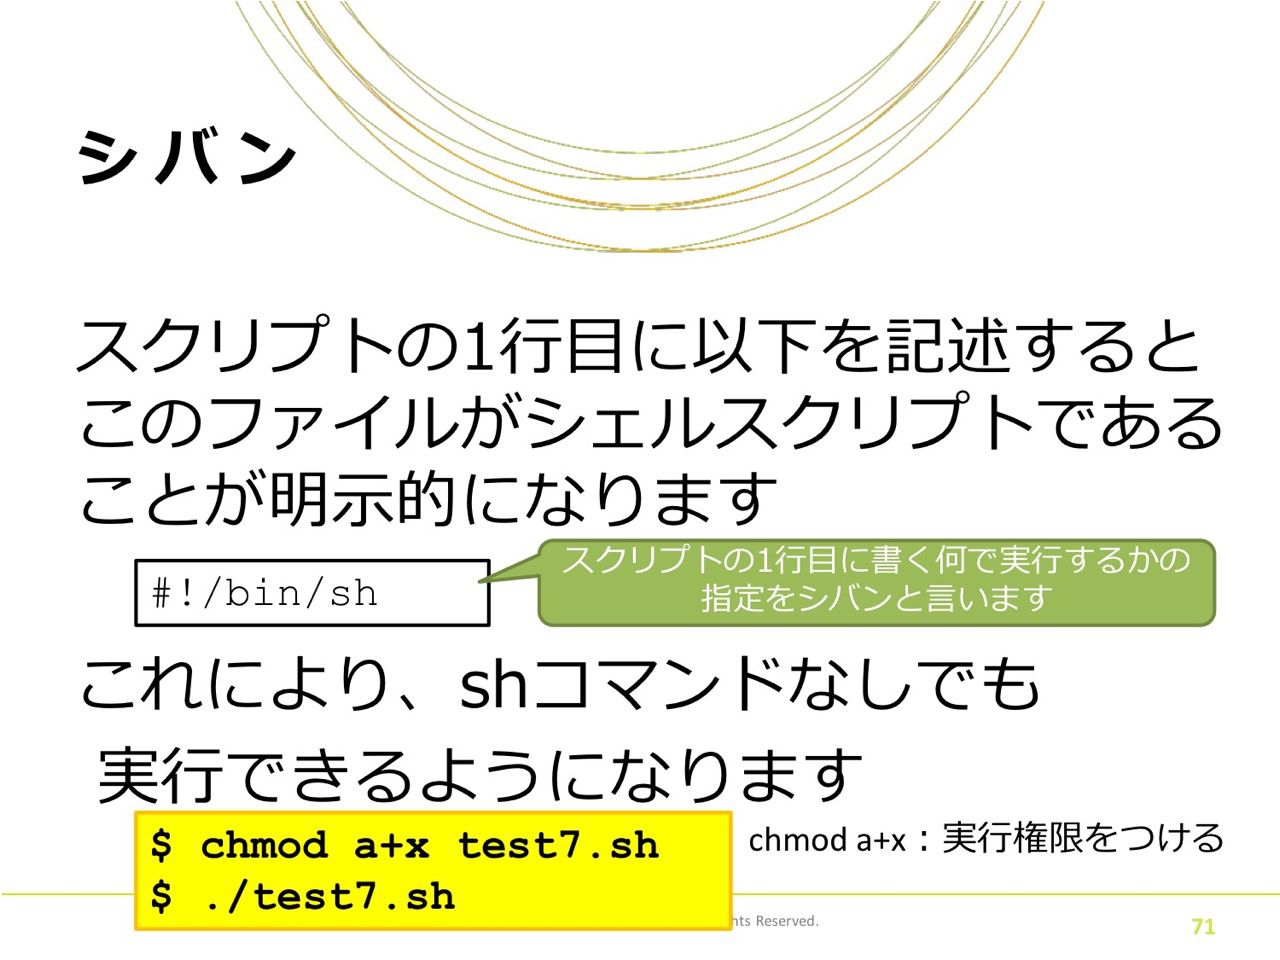 シバン
スクリプトの1行目に以下を記述すると
このファイルがシェルスクリプトである
ことが明示的になります
#!/bin/sh
スクリプトの1行目に書く何で実行するかの
指定をシバンと言います
これにより、shコマンドなしでも
実行できるようになります
$ chmod a+x test7.sh
$ ./test7.sh
chmod a+x：実行権限をつける
Reserved.
71